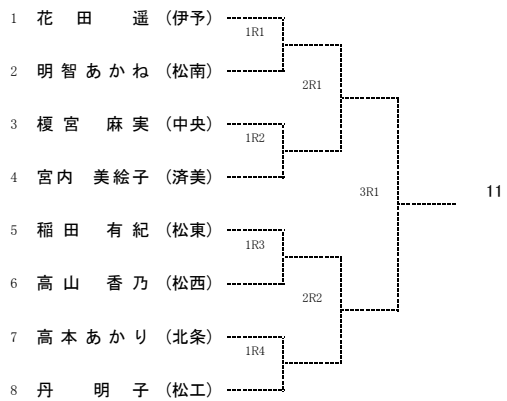 1 花田 遥 (伊予)
1R1
2 明智あかね (松南)
2R1
3 榎宮 麻実 (中央)
1R2
4 宮内 美絵子 (済美)
3R1
11
5 稲田 有紀 (松東)
1R3
6 高山 香乃 (松西)
2R2
7 高本あかり (北条)
1R4
8 丹 明子 (松工)